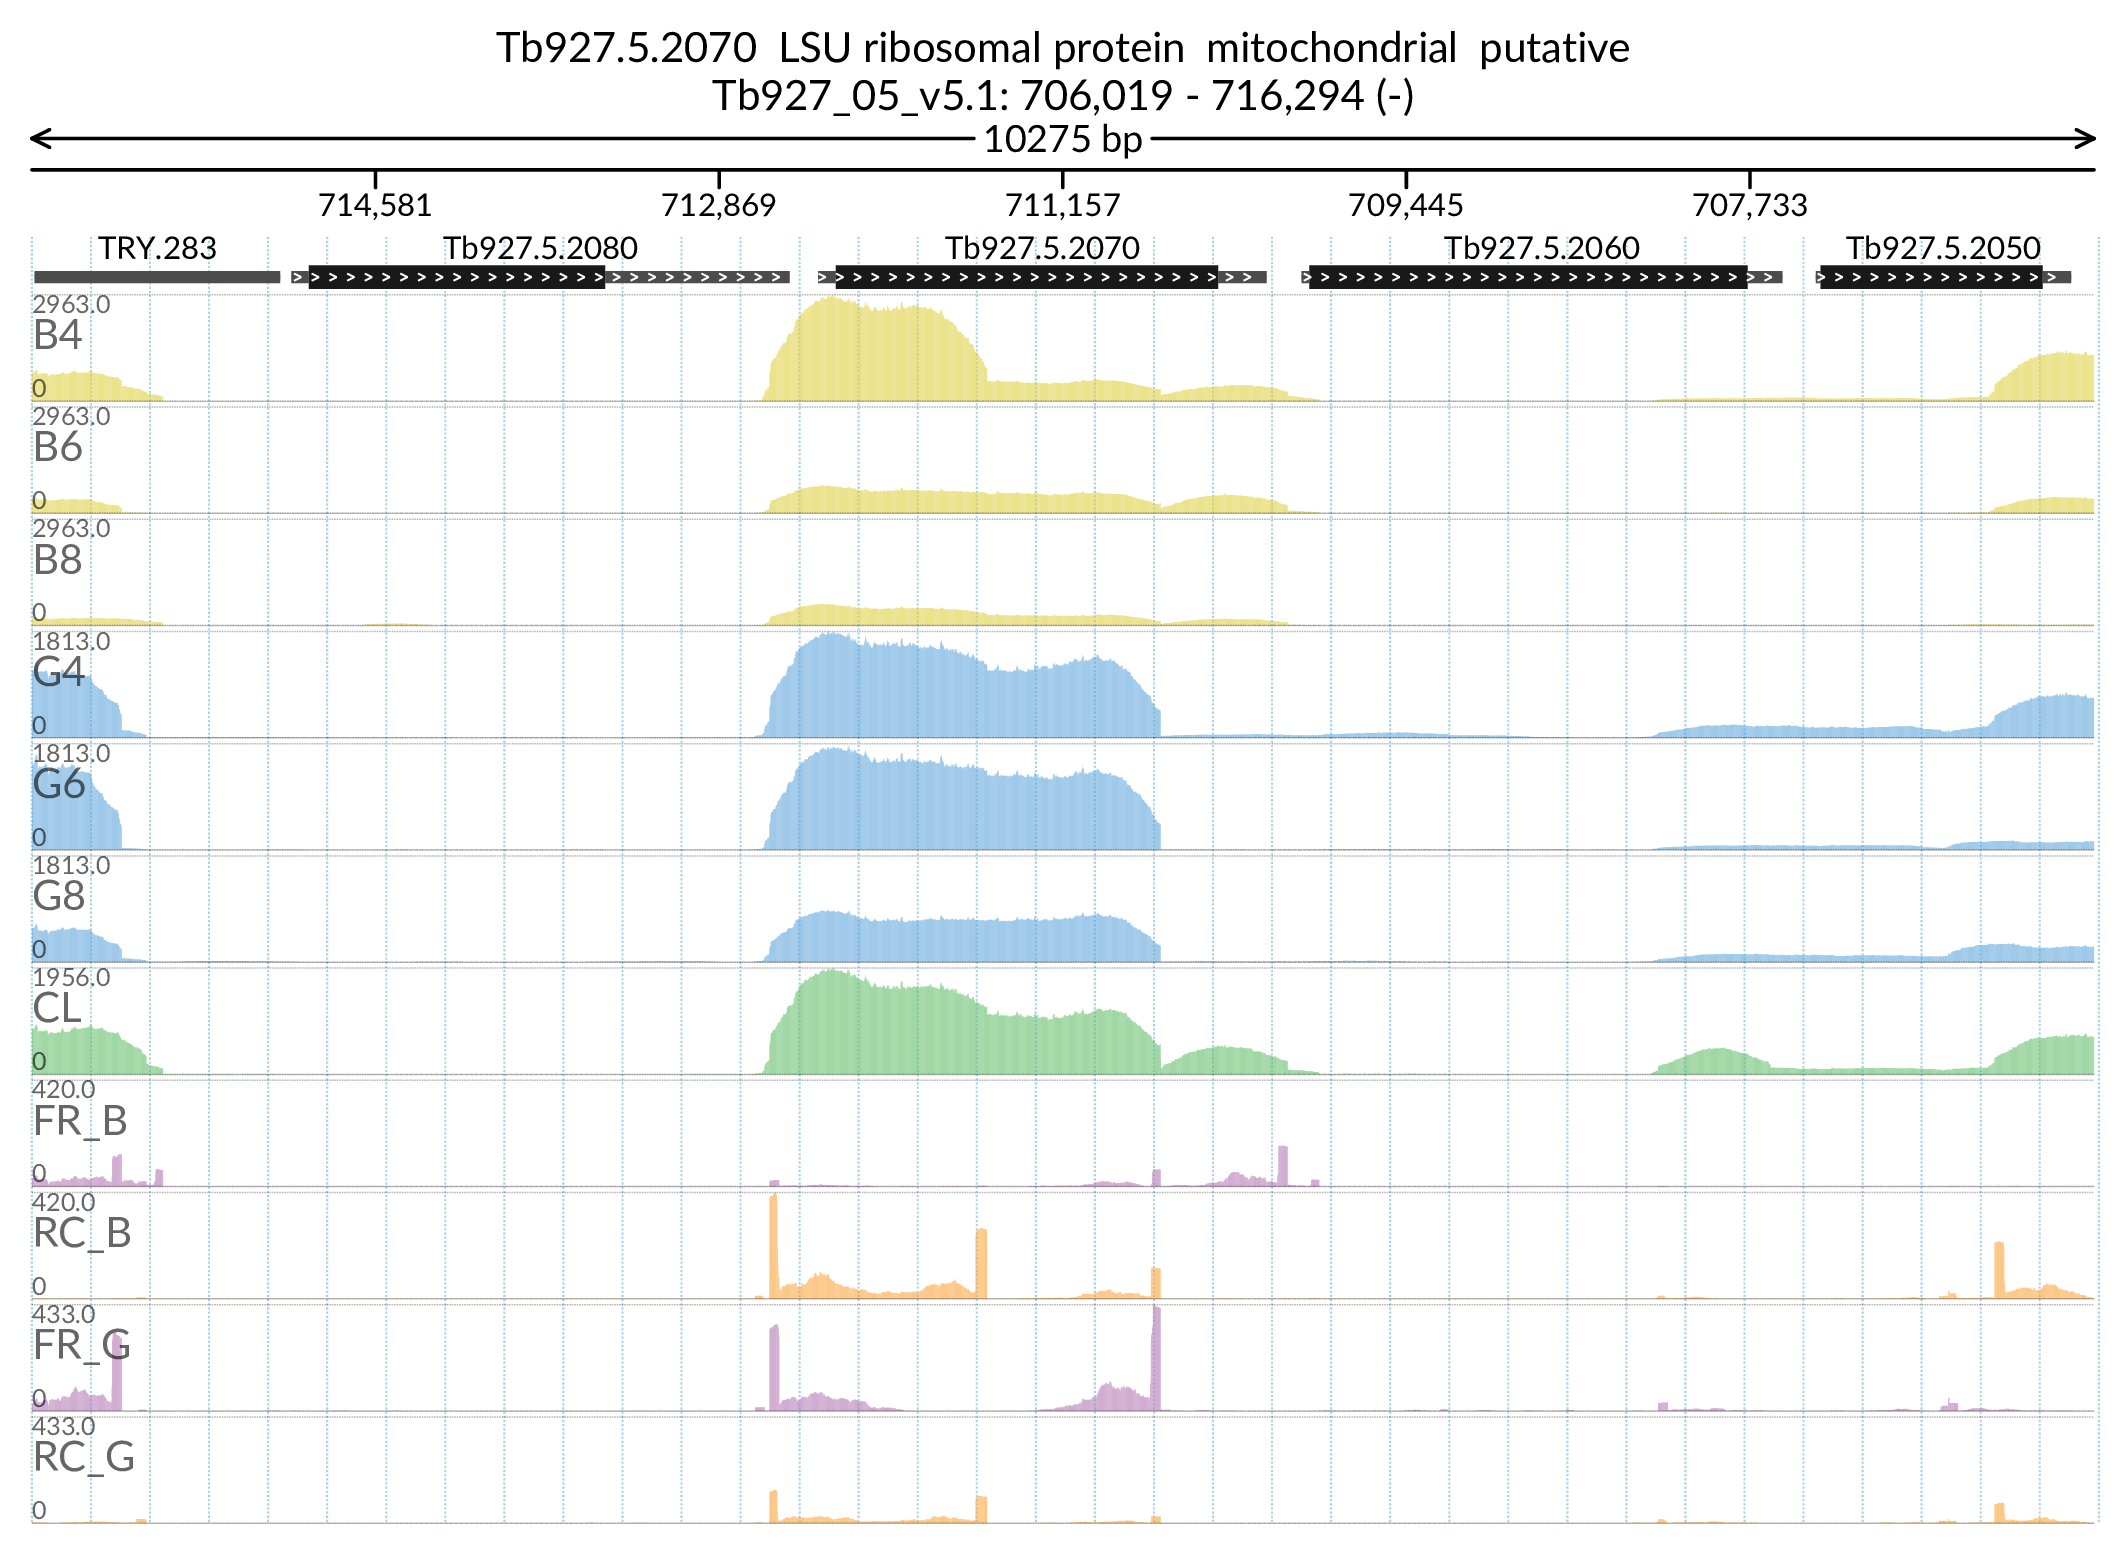 Tb927.5.2070  LSU ribosomal protein  mitochondrial  putative
Tb927_05_v5.1: 706,019 - 716,294 (-)
10275 bp
714,581 712,869 711,157 709,445 707,733
TRY.283 Tb927.5.2080 Tb927.5.2070 Tb927.5.2060 Tb927.5.2050
2963.0
B4
0
2963.0
B6
0
2963.0
B8
0
1813.0
G4
0
1813.0
G6
0
1813.0
G8
0
1956.0
CL
0
420.0
FR_B
0
420.0
RC_B
0
433.0
FR_G
0
433.0
RC_G
0